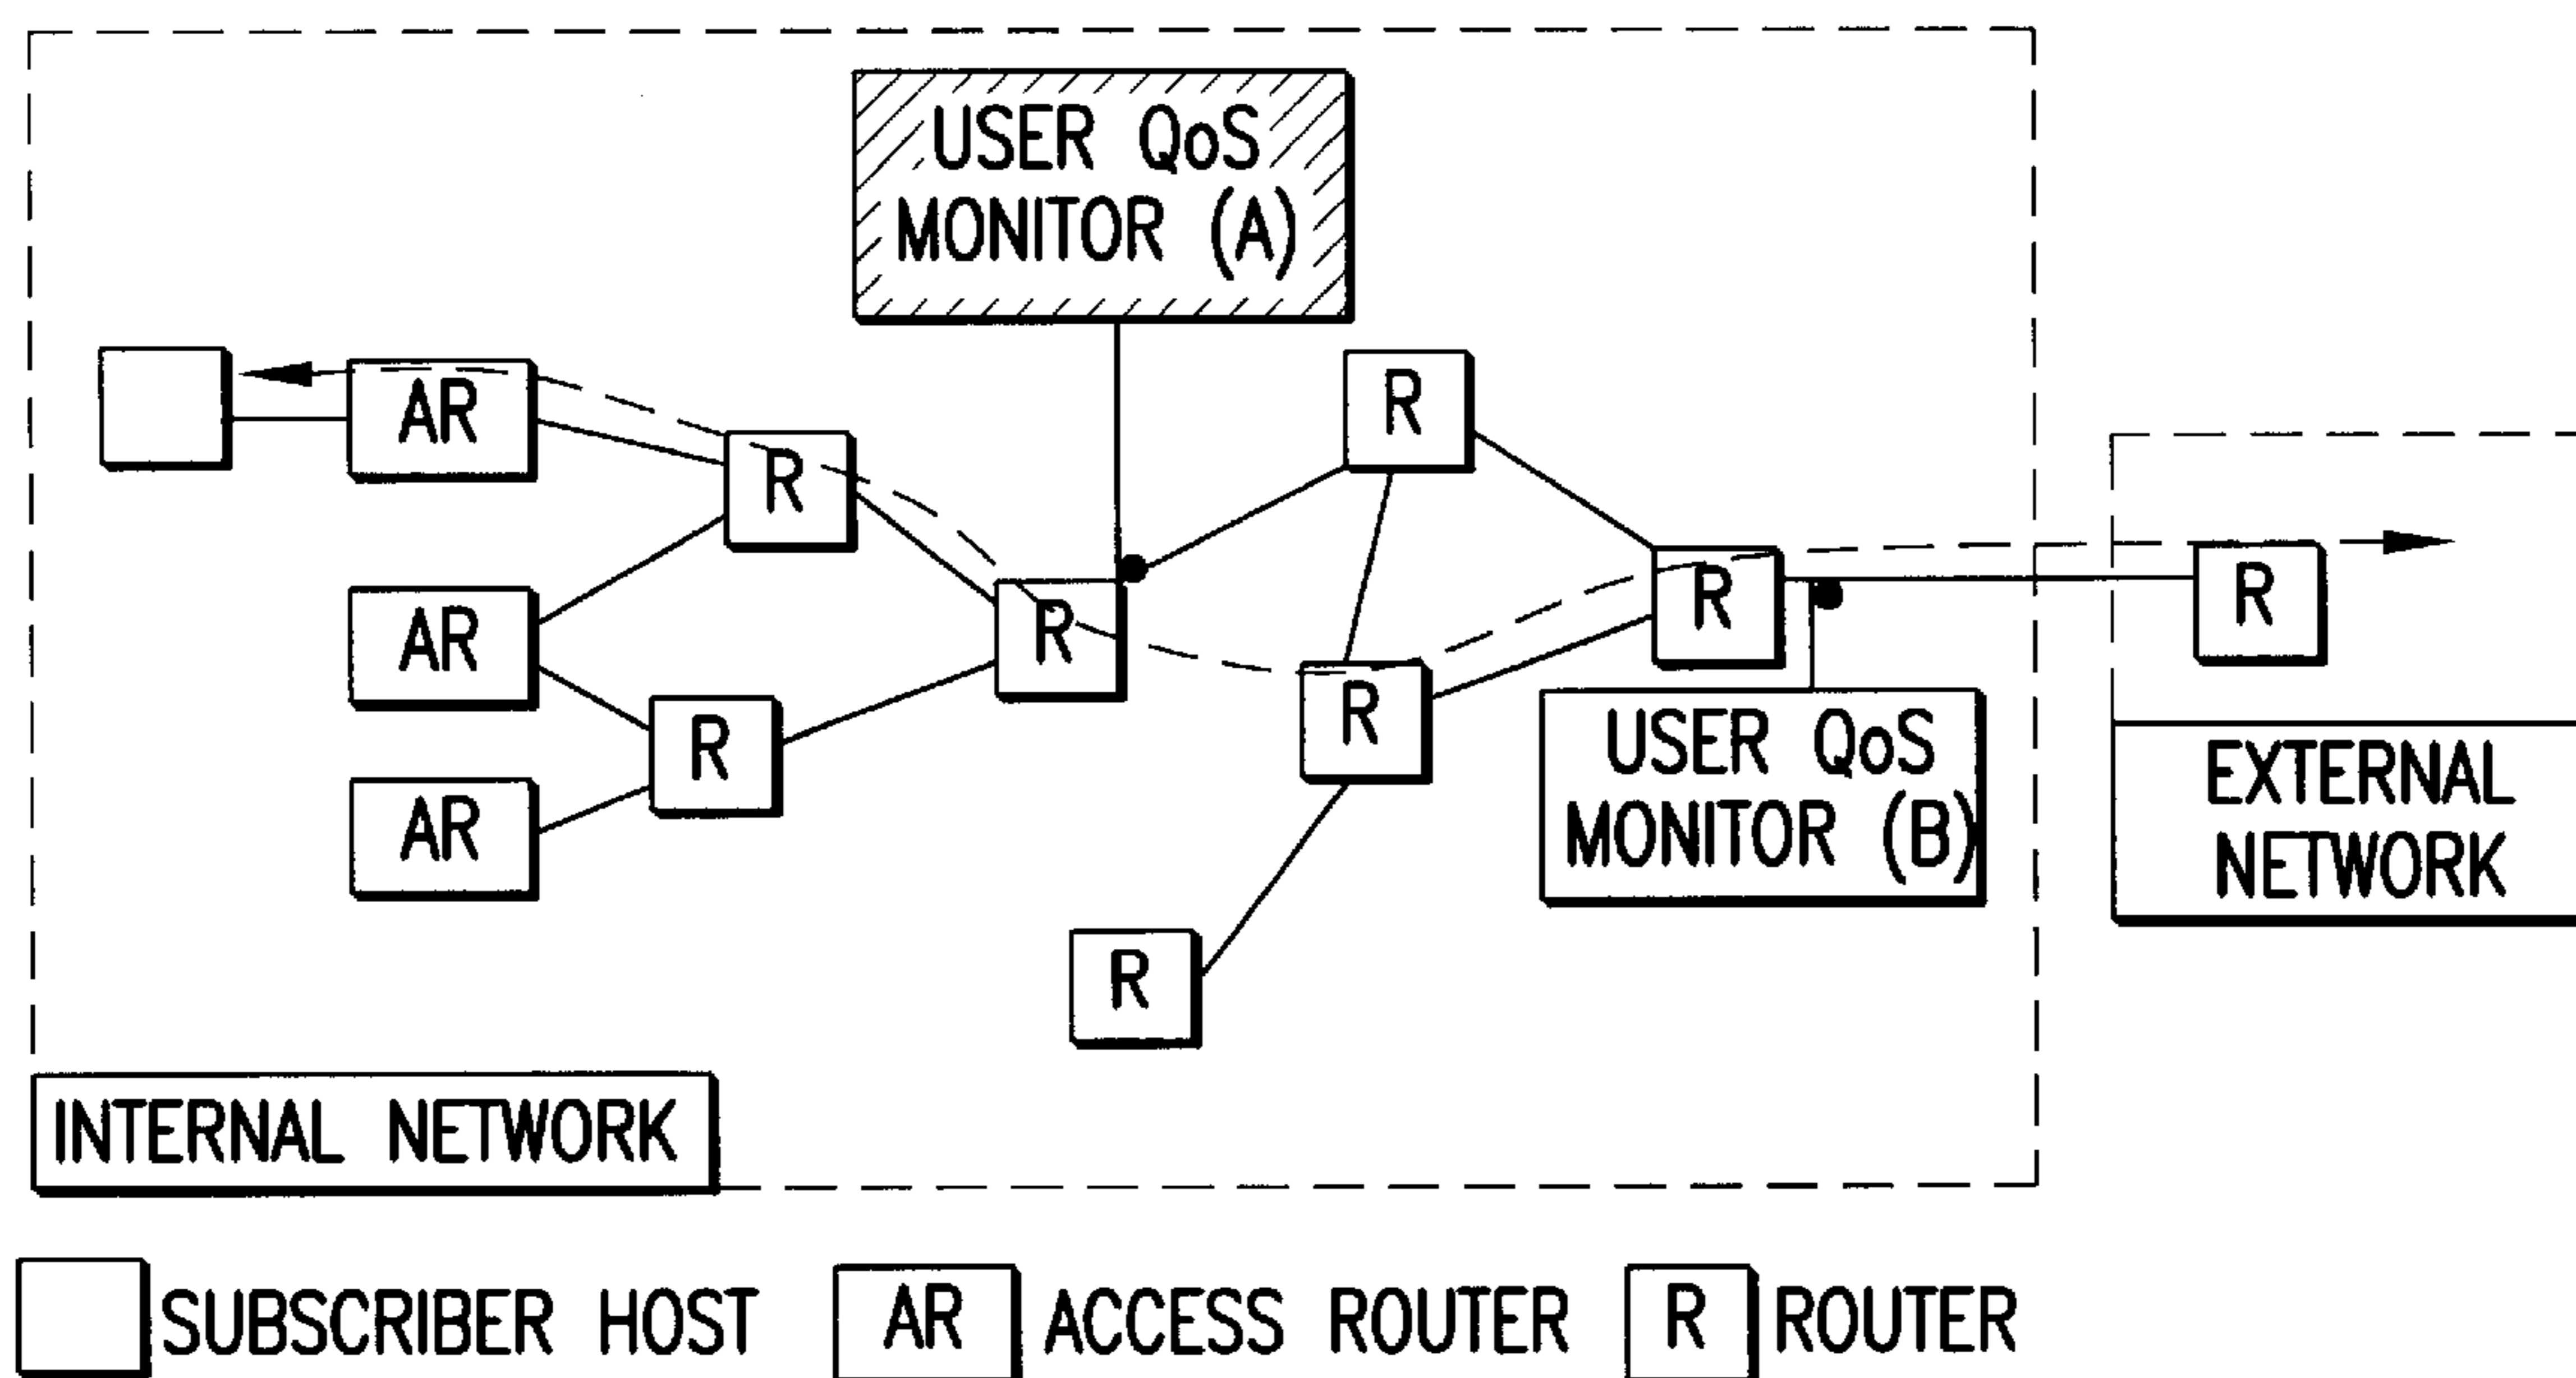 USER QoS
MONITOR (A)
AR
R
R
R
AR
R
R
R
R
AR
R
USER QoS
MONITOR (B)
EXTERNAL
NETWORK
R
INTERNAL NETWORK
SUBSCRIBER HOST
AR ACCESS ROUTER
R ROUTER